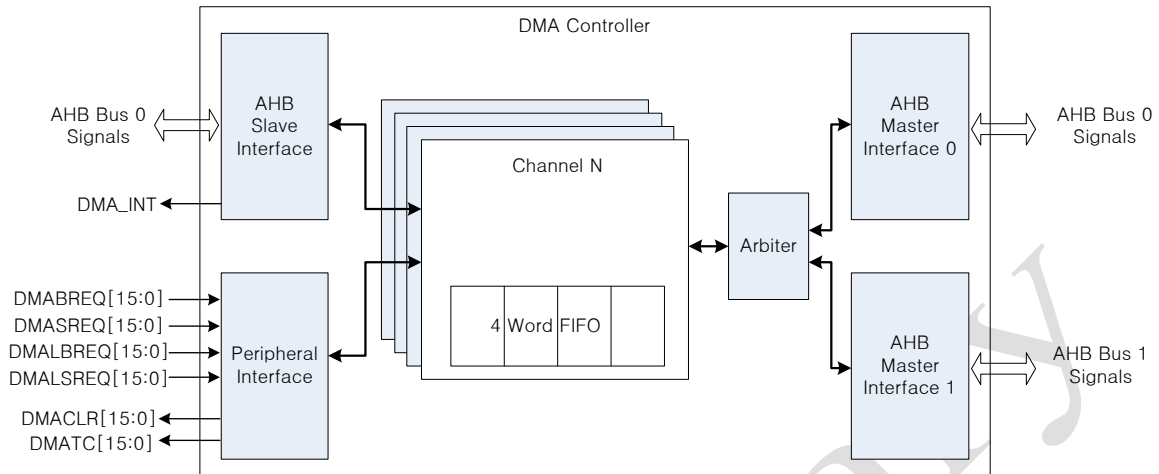 DMA Controller
AHB Bus 0
Signals
AHB
Slave
Interface
DMA_INT
DMABREQ[15:0]
DMASREQ[15:0]
DMALBREQ[15:0]
DMALSREQ[15:0]
DMACLR[15:0]
DMATC[15:0]
Peripheral
Interface
Channel N
4 Word FIFO
Arbiter
AHB
Master
Interface 0
AHB Bus 0
Signals
AHB
Master
Interface 1
AHB Bus 1
Signals